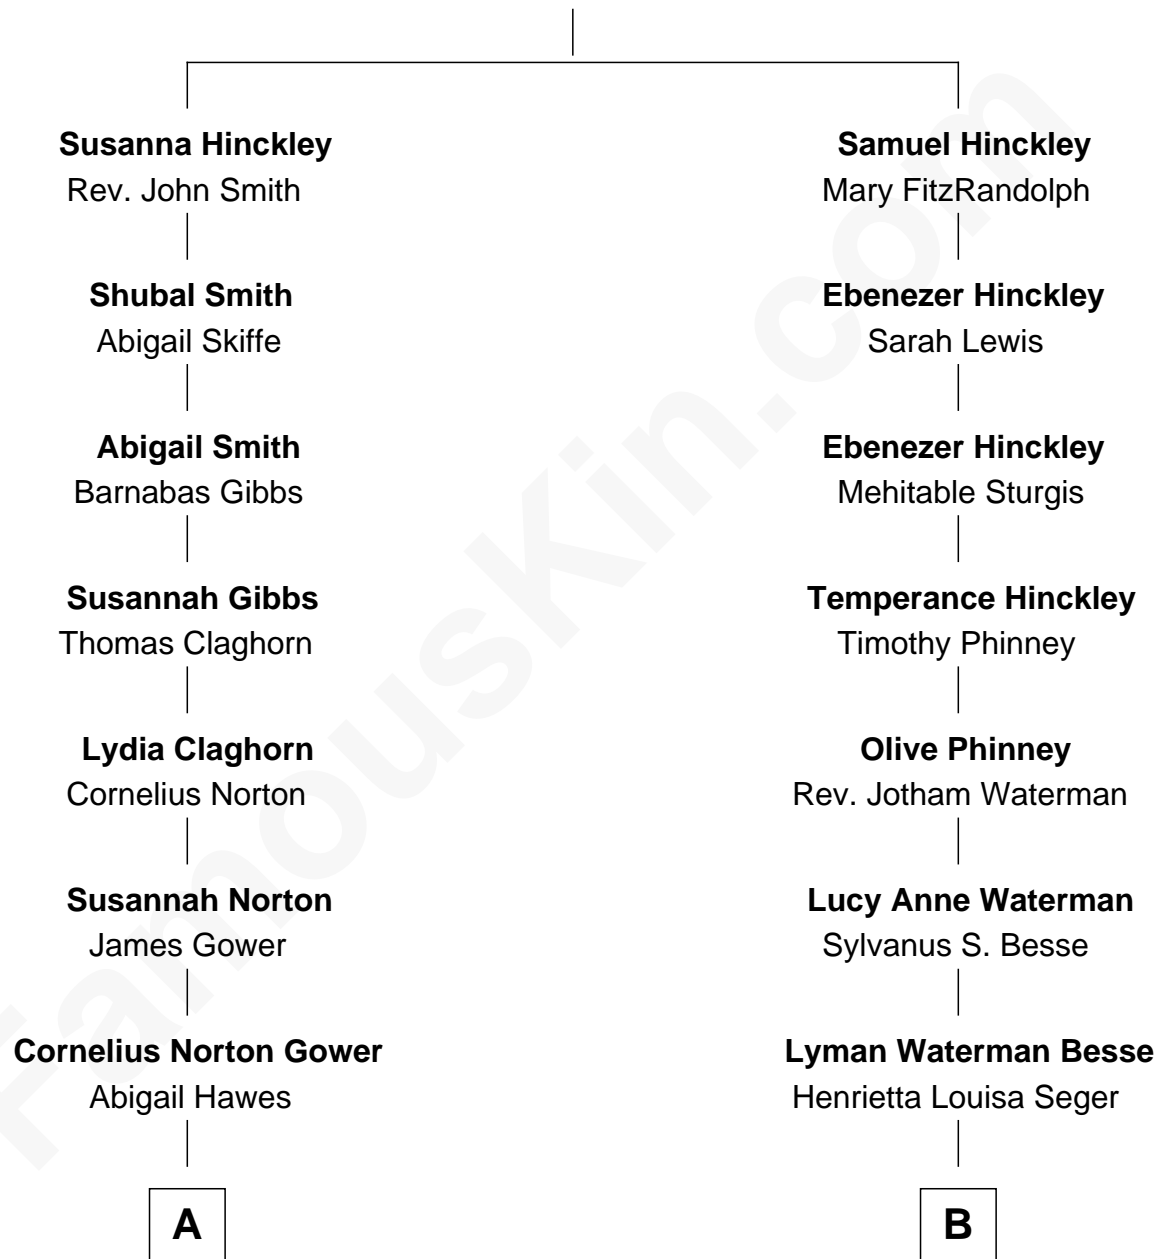 Susanna Hinckley
Rev. John Smith
Shubal Smith
Abigail Skiffe
Abigail Smith
Barnabas Gibbs
Susannah Gibbs
Thomas Claghorn
Lydia Claghorn
Cornelius Norton
Susannah Norton
James Gower
Cornelius Norton Gower
Abigail Hawes
A
Samuel Hinckley
Mary FitzRandolph
Ebenezer Hinckley
Sarah Lewis
Ebenezer Hinckley
Mehitable Sturgis
Temperance Hinckley
Timothy Phinney
Olive Phinney
Rev. Jotham Waterman
Lucy Anne Waterman
Sylvanus S. Besse
Lyman Waterman Besse
Henrietta Louisa Seger
B
FamousKin.com